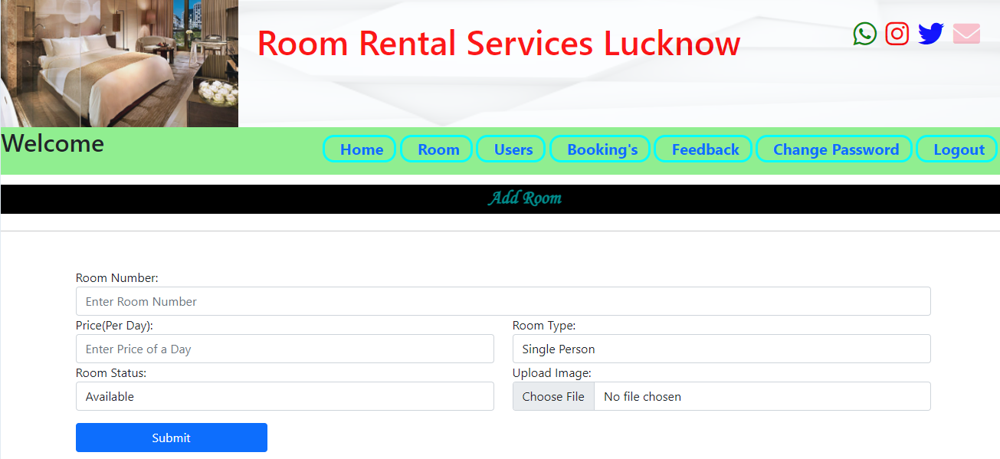 Room Rental Services Lucknow
Welcome
Home Room Users Booking's Feedback Change Password Logout
Add Room
Room Number:
Enter Room Number
Price(Per Day): Room Type:
Enter Price of a Day Single Person
Room Status: Upload Image:
Available Choose File No file chosen
Submit